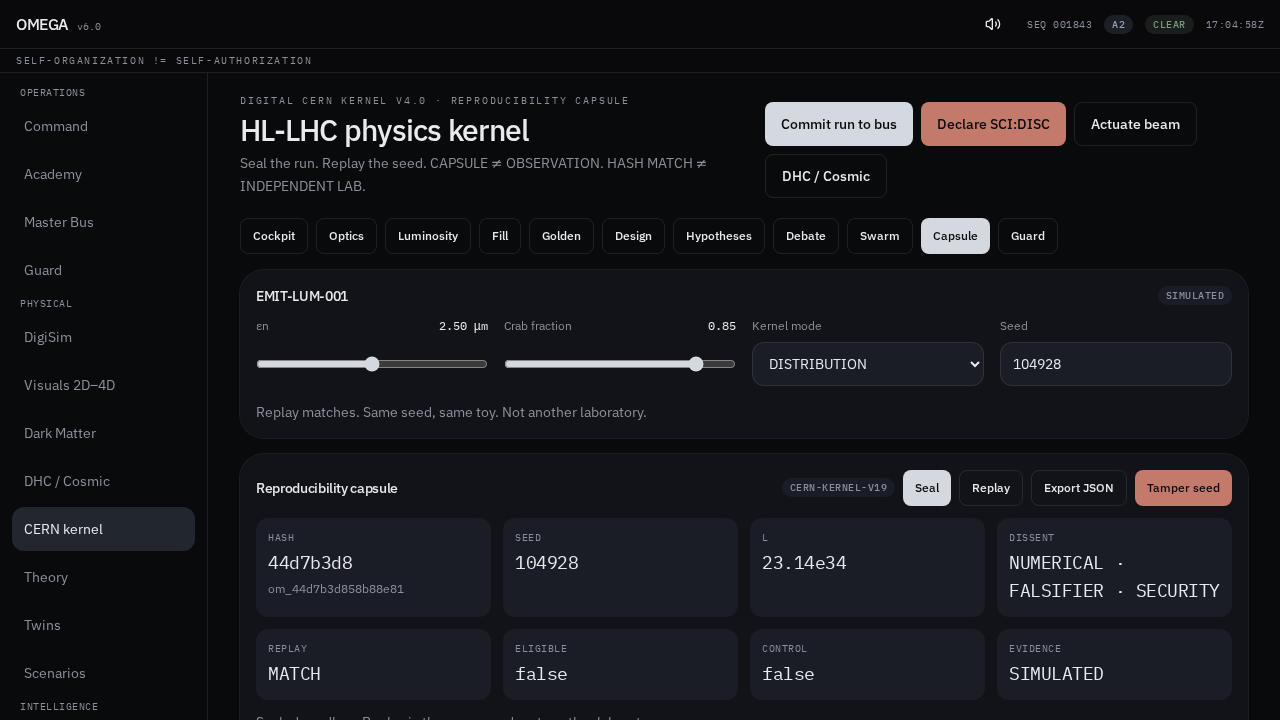 OMEGA v6.0
SEQ 001843 A2 CLEAR 17:04:58Z
SELF-ORGANIZATION != SELF-AUTHORIZATION
OPERATIONS
Command
Academy
Master Bus
Guard
PHYSICAL
DigiSim
Visuals 2D–4D
Dark Matter
DHC / Cosmic
CERN kernel
Theory
Twins
Scenarios
INTELLIGENCE
DIGITAL CERN KERNEL V4.0 · REPRODUCIBILITY CAPSULE
HL-LHC physics kernel
Seal the run. Replay the seed. CAPSULE ≠ OBSERVATION. HASH MATCH ≠
INDEPENDENT LAB.
Commit run to bus Declare SCI:DISC Actuate beam
DHC / Cosmic
Cockpit Optics Luminosity Fill Golden Design Hypotheses Debate Swarm Capsule Guard
EMIT-LUM-001 SIMULATED
εn 2.50 μm Crab fraction 0.85 Kernel mode Seed
DISTRIBUTION 104928
Replay matches. Same seed, same toy. Not another laboratory.
Reproducibility capsule CERN-KERNEL-V19 Seal Replay Export JSON Tamper seed
HASH
44d7b3d8
om_44d7b3d858b88e81
SEED
104928
L
23.14e34
DISSENT
NUMERICAL ·
FALSIFIER · SECURITY
REPLAY
MATCH
ELIGIBLE
false
CONTROL
false
EVIDENCE
SIMULATED